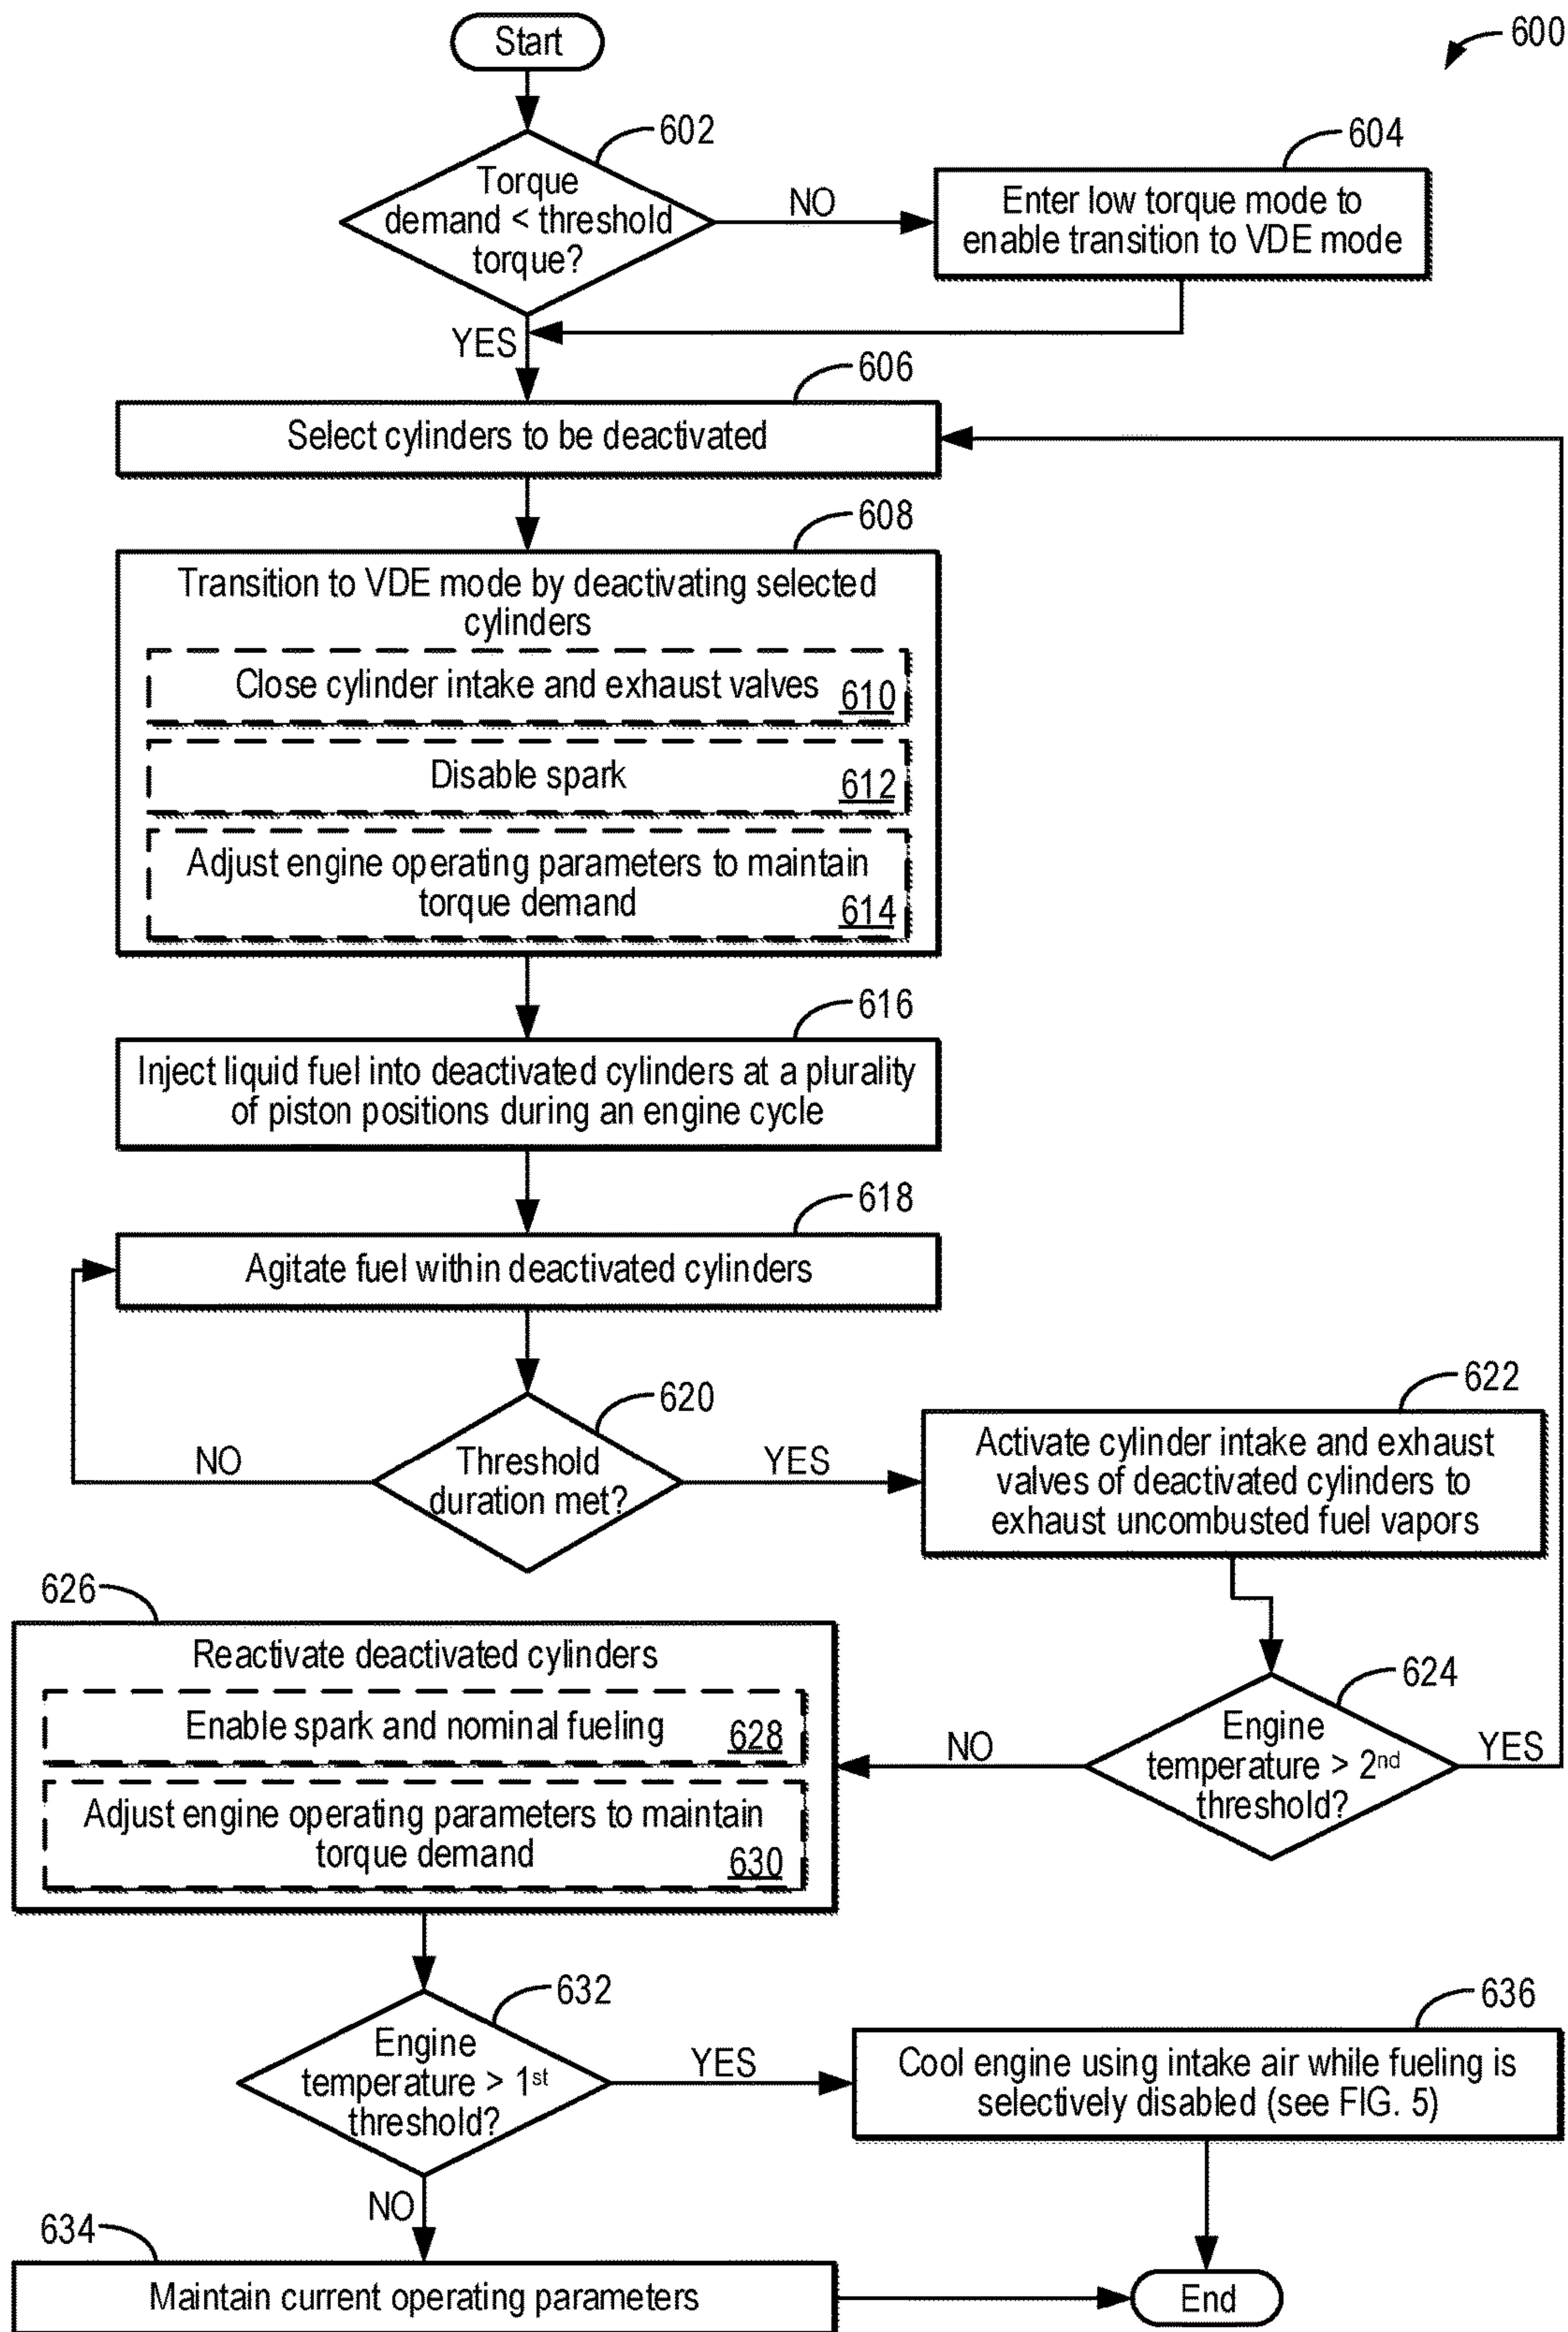 Start
600
602
Torque
demand < threshold
torque?
NO
604
Enter low torque mode to
enable transition to VDE mode
YES
606
Select cylinders to be deactivated
608
Transition to VDE mode by deactivating selected
cylinders
Close cylinder intake and exhaust valves 610
Disable spark 612
Adjust engine operating parameters to maintain
torque demand 614
616
Inject liquid fuel into deactivated cylinders at a plurality
of piston positions during an engine cycle
618
Agitate fuel within deactivated cylinders
620
Threshold
duration met?
NO
YES
622
Activate cylinder intake and exhaust
valves of deactivated cylinders to
exhaust uncombusted fuel vapors
624
Engine
temperature > 2nd
threshold?
YES
NO
626
Reactivate deactivated cylinders
Enable spark and nominal fueling 628
Adjust engine operating parameters to maintain
torque demand 630
632
Engine
temperature > 1st
threshold?
YES
636
Cool engine using intake air while fueling is
selectively disabled (see FIG. 5)
NO
634
Maintain current operating parameters
End